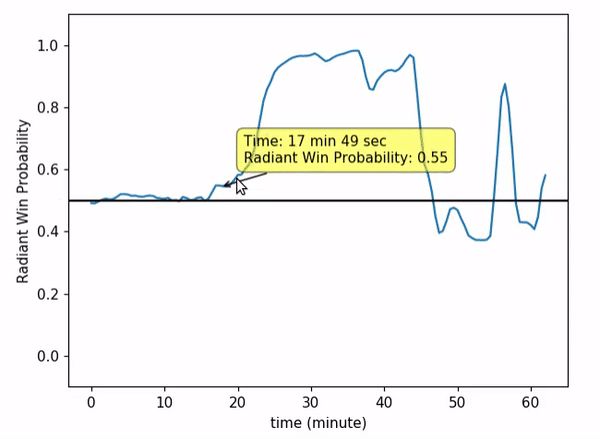 1.0
0.8
Time: 17 min 49 sec
Radiant Win Probability: 0.55
0.6
0.4
0.2
0.0
Radiant Win Probability
0 10 20 30 40 50 60
time (minute)